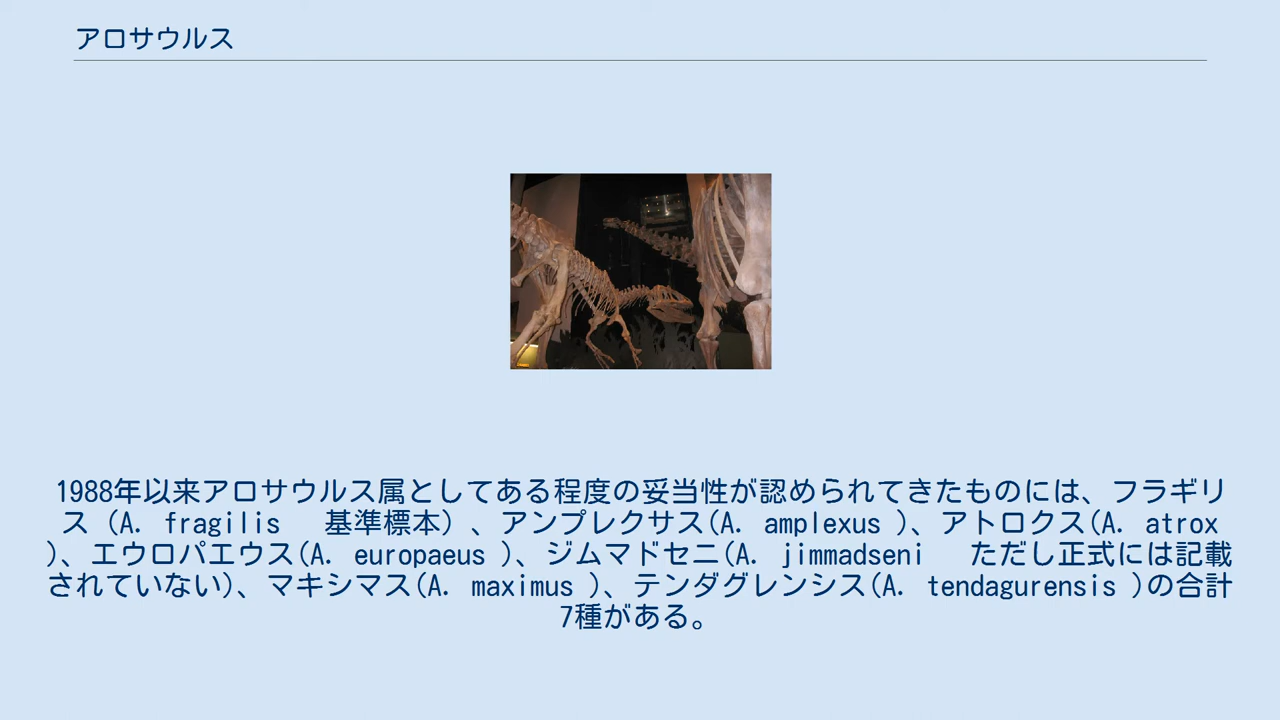 アロサウルス
1988年以来アロサウルス属としてある程度の妥当性が認められてきたものには、フラギリ
ス（A. fragilis　基準標本）、アンプレクサス(A. amplexus )、アトロクス(A. atrox
)、エウロパエウス(A. europaeus )、ジムマドセニ(A. jimmadseni　ただし正式には記載
されていない)、マキシマス(A. maximus )、テンダグレンシス(A. tendagurensis )の合計
7種がある。